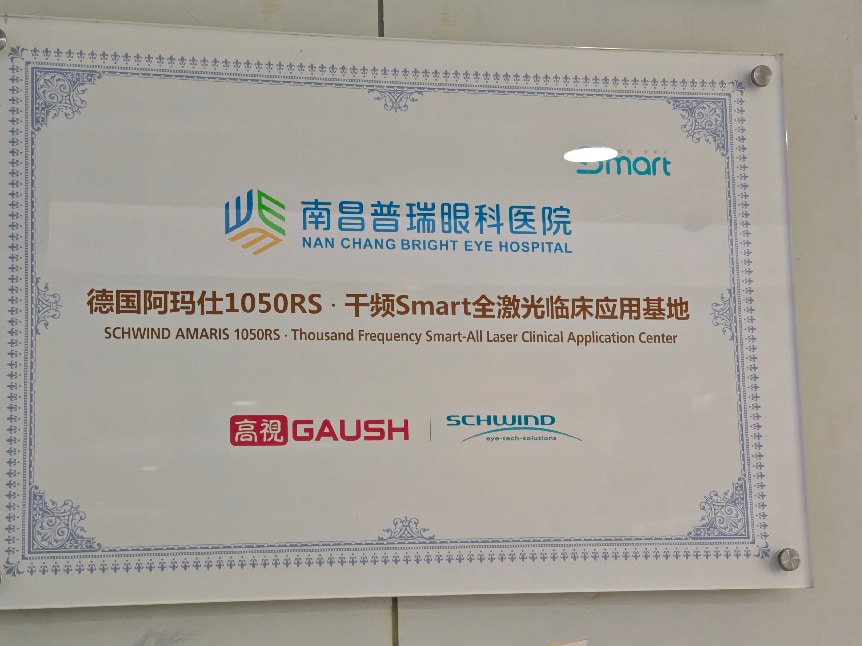 Smart
南昌普瑞眼科医院
NAN CHANG BRIGHT EYE HOSPITAL
德国阿玛仕1050RS · 千频Smart全激光临床应用基地
SCHWIND AMARIS 1050RS · Thousand Frequency Smart-All Laser Clinical Application Center
高視 GAUSH
SCHWIND
eye-tech-solutions